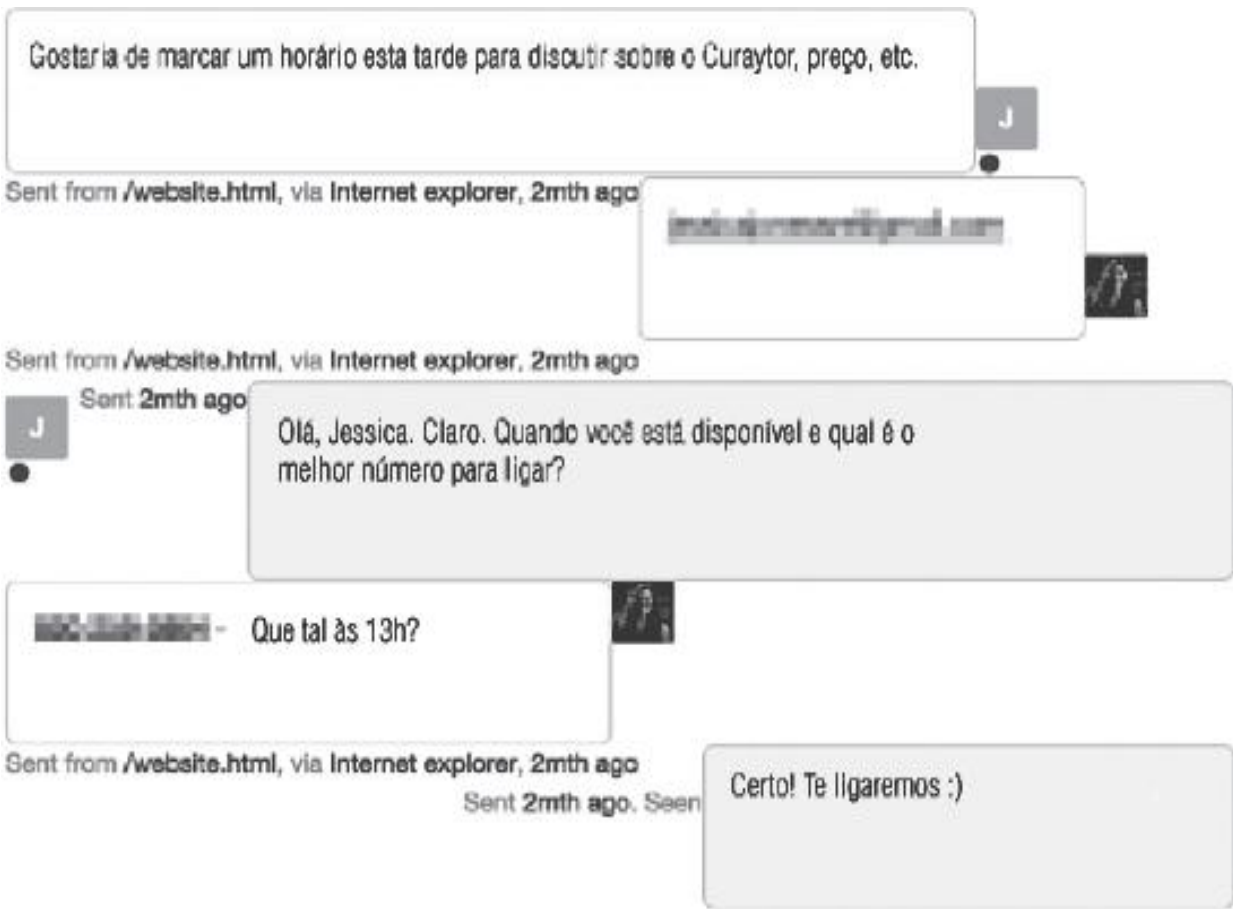 Gostaria de marcar um horário esta tarde para discutir sobre o Curaytor, preço, etc.
J
Sent from /website.html, via Internet explorer, 2mth ago
Sent from /website.html, via Internet explorer, 2mth ago
Sent 2mth ago
J
Olá, Jessica. Claro. Quando você está disponível e qual é o
melhor número para ligar?
- Que tal às 13h?
Sent from /website.html, via Internet explorer, 2mth ago
Sent 2mth ago. Seen
Certo! Te ligaremos :)